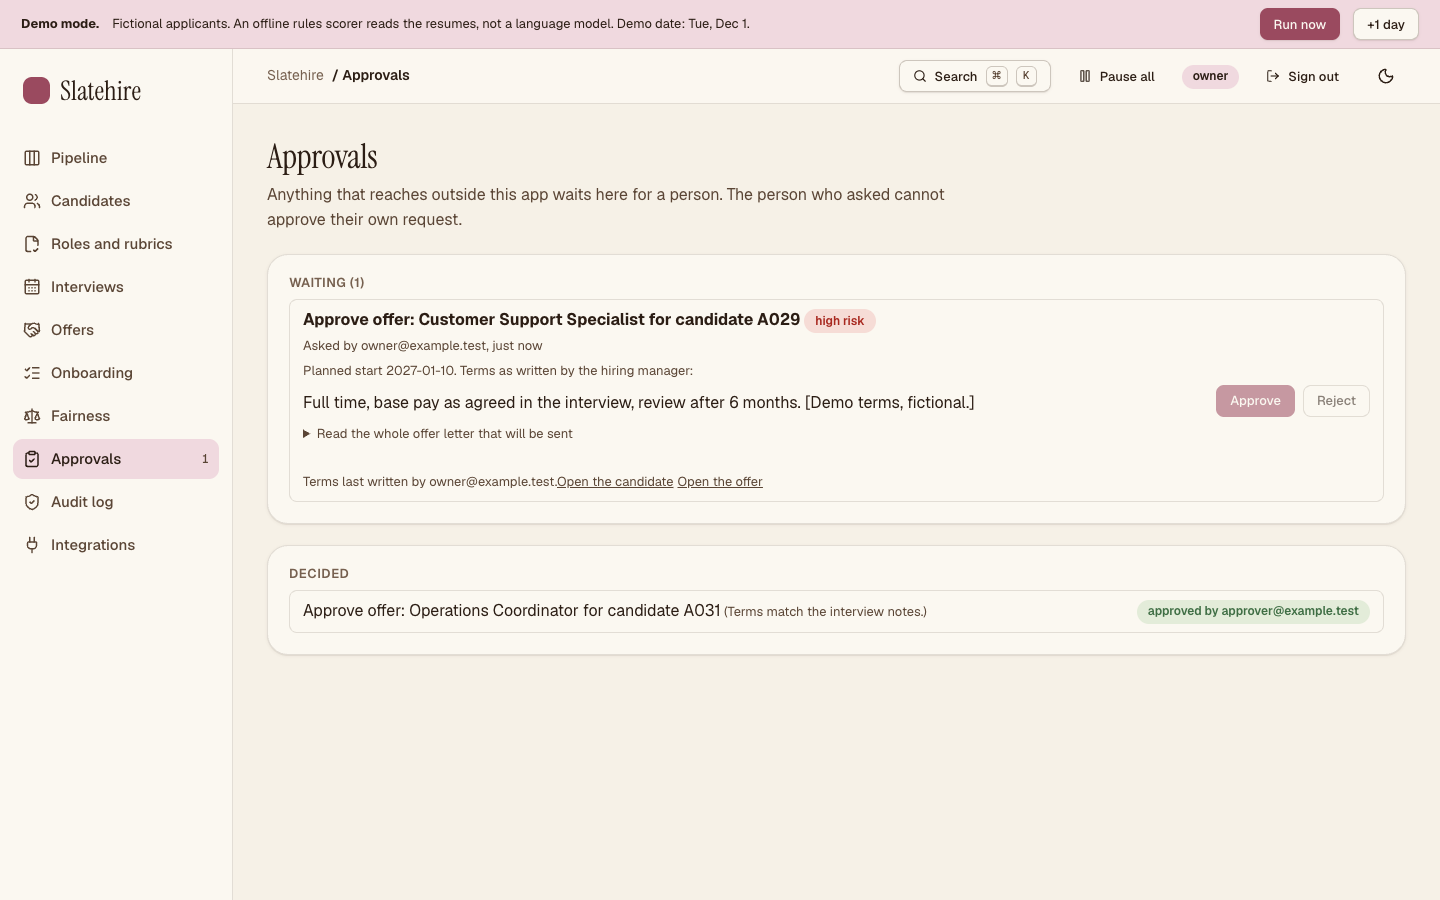 Demo mode. Fictional applicants. An offline rules scorer reads the resumes, not a language model. Demo date: Tue, Dec 1.
Run now
+1 day
Slatehire
Slatehire / Approvals
Search ⌘ K
Pause all
owner
Sign out
Pipeline
Candidates
Roles and rubrics
Interviews
Offers
Onboarding
Fairness
Approvals 1
Audit log
Integrations
Approvals
Anything that reaches outside this app waits here for a person. The person who asked cannot
approve their own request.
WAITING (1)
Approve offer: Customer Support Specialist for candidate A029 high risk
Asked by owner@example.test, just now
Planned start 2027-01-10. Terms as written by the hiring manager:
Full time, base pay as agreed in the interview, review after 6 months. [Demo terms, fictional.]
Approve
Reject
Read the whole offer letter that will be sent
Terms last written by owner@example.test.Open the candidate Open the offer
DECIDED
Approve offer: Operations Coordinator for candidate A031 (Terms match the interview notes.)
approved by approver@example.test